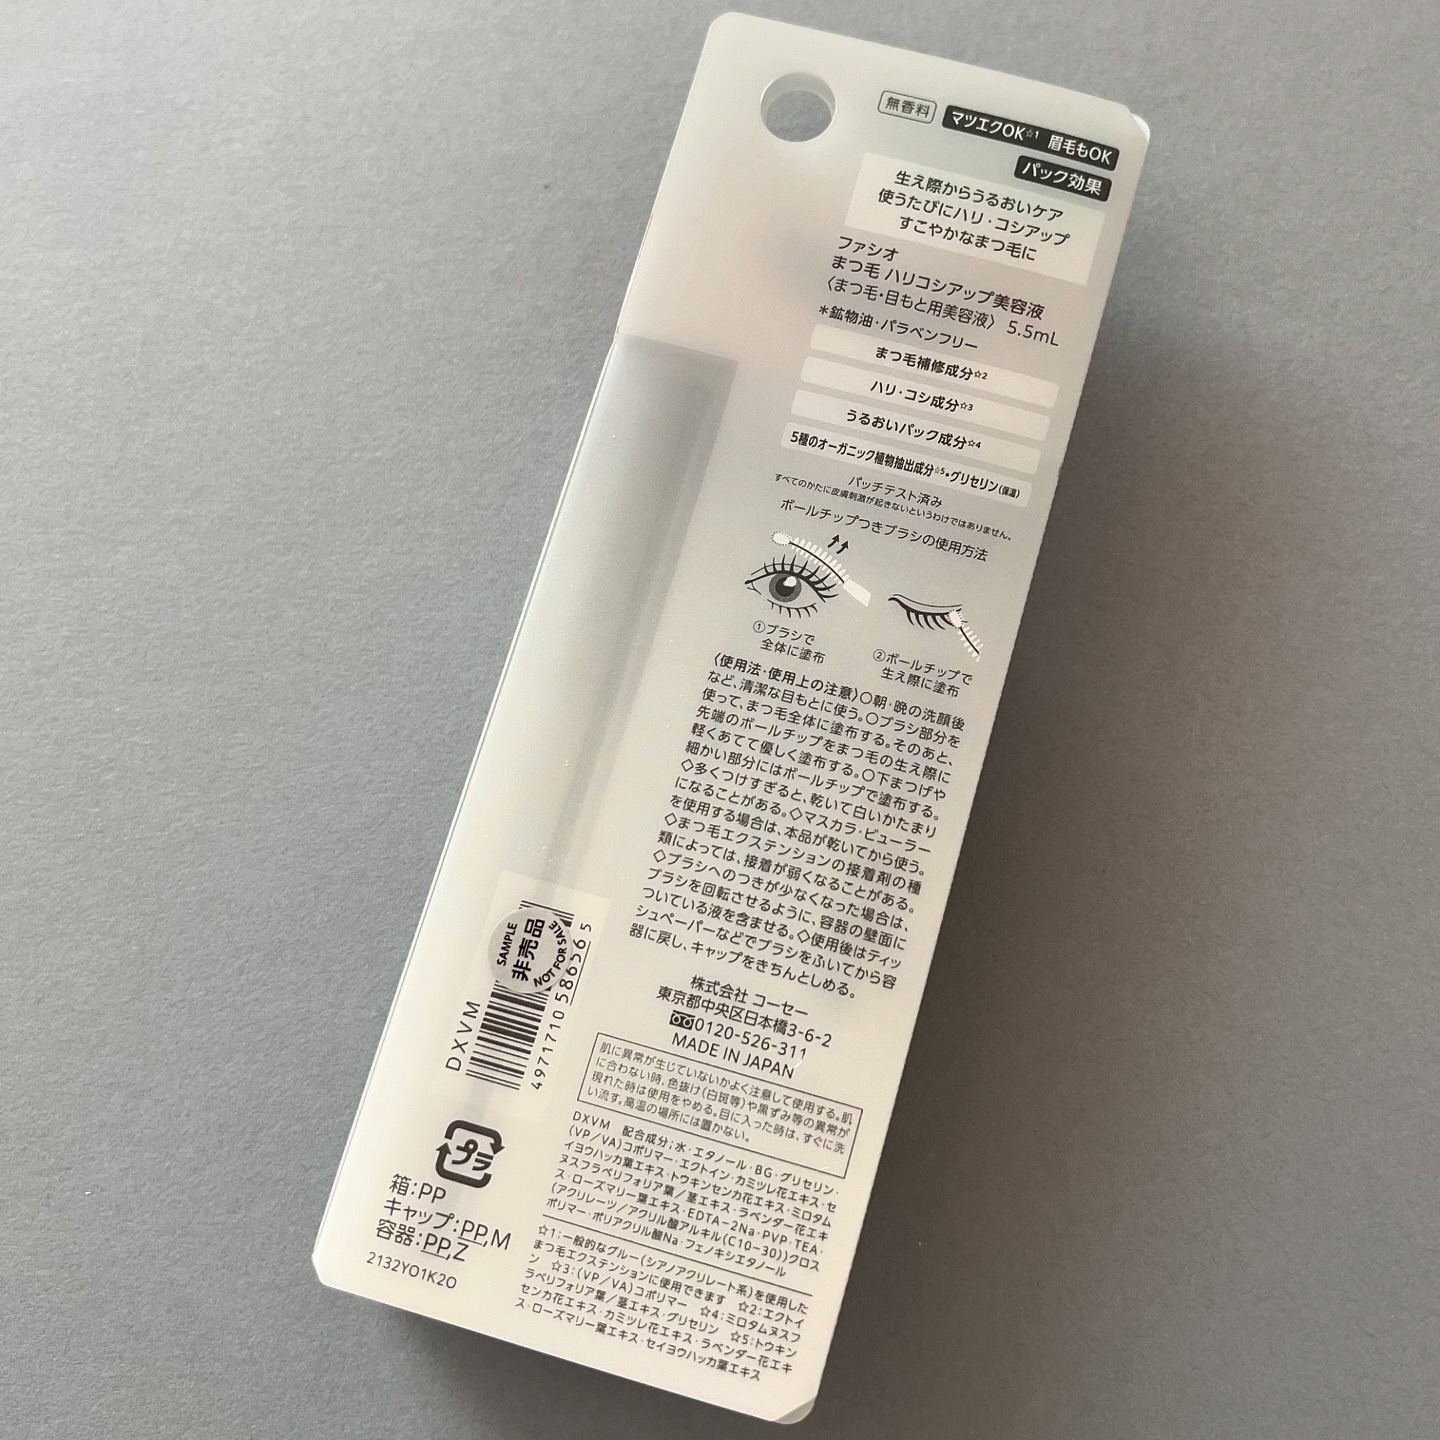 無香料 マツエクOK☆1 眉毛もOK
パック効果
生え際からうるおいケア
使うたびにハリ・コシアップ
すこやかなまつ毛に
ファシオ
まつ毛 ハリコシアップ美容液
〈まつ毛・目もと用美容液〉 5.5mL
＊鉱物油・パラベンフリー
まつ毛補修成分☆2
ハリ・コシ成分☆3
うるおいパック成分☆4
5種のオーガニック植物抽出成分☆5・グリセリン(保湿)
パッチテスト済み
すべてのかたに皮膚刺激が起きないというわけではありません。
ボールチップつきブラシの使用方法
①ブラシで
全体に塗布
②ボールチップで
生え際に塗布
〈使用法・使用上の注意〉○朝・晩の洗顔後
など、清潔な目もとに使う。○ブラシ部分を
使って、まつ毛全体に塗布する。そのあと、
先端のボールチップをまつ毛の生え際に
軽くあてて優しく塗布する。○下まつげや
細かい部分にはボールチップで塗布する。
◇多くつけすぎると、乾いて白いかたまり
になることがある。◇マスカラ・ビューラー
を使用する場合は、本品が乾いてから使う。
◇まつ毛エクステンションの接着剤の種
類によっては、接着が弱くなることがある。
◇ブラシへのつきが少なくなった場合は、
ブラシを回転させるように、容器の壁面に
ついている液を含ませる。◇使用後はティッ
シュペーパーなどでブラシをふいてから容
器に戻し、キャップをきちんとしめる。
株式会社 コーセー
東京都中央区日本橋3-6-2
0120-526-311
MADE IN JAPAN
肌に異常が生じていないかよく注意して使用する。肌
に合わない時、色抜け(白斑等)や黒ずみ等の異常が
現れた時は使用をやめる。目に入った時は、すぐに洗
い流す。高温の場所には置かない。
DXVM 配合成分；水・エタノール・BG・グリセリン・
(VP／VA)コポリマー・エクトイン・カミツレ花エキス・セ
イヨウハッカ葉エキス・トウキンセンカ花エキス・ミロタム
ヌスフラベリフォリア葉／茎エキス・ラベンダー花エキ
ス・ローズマリー葉エキス・EDTA-2Na・PVP・TEA・
(アクリレーツ／アクリル酸アルキル(C10-30))クロス
ポリマー・ポリアクリル酸Na・フェノキシエタノール
☆1:一般的なグルー(シアノアクリレート系)を使用した
まつ毛エクステンションに使用できます ☆2:エクトイ
ン ☆3:(VP／VA)コポリマー ☆4:ミロタムヌスフ
ラベリフォリア葉／茎エキス・グリセリン ☆5:トウキン
センカ花エキス・カミツレ花エキス・ラベンダー花エキ
ス・ローズマリー葉エキス・セイヨウハッカ葉エキス
DXVM
SAMPLE
非売品
NOT FOR SALE
4971710586565
プラ
箱:PP
キャップ:PP,M
容器:PP,Z
2132YO1K20